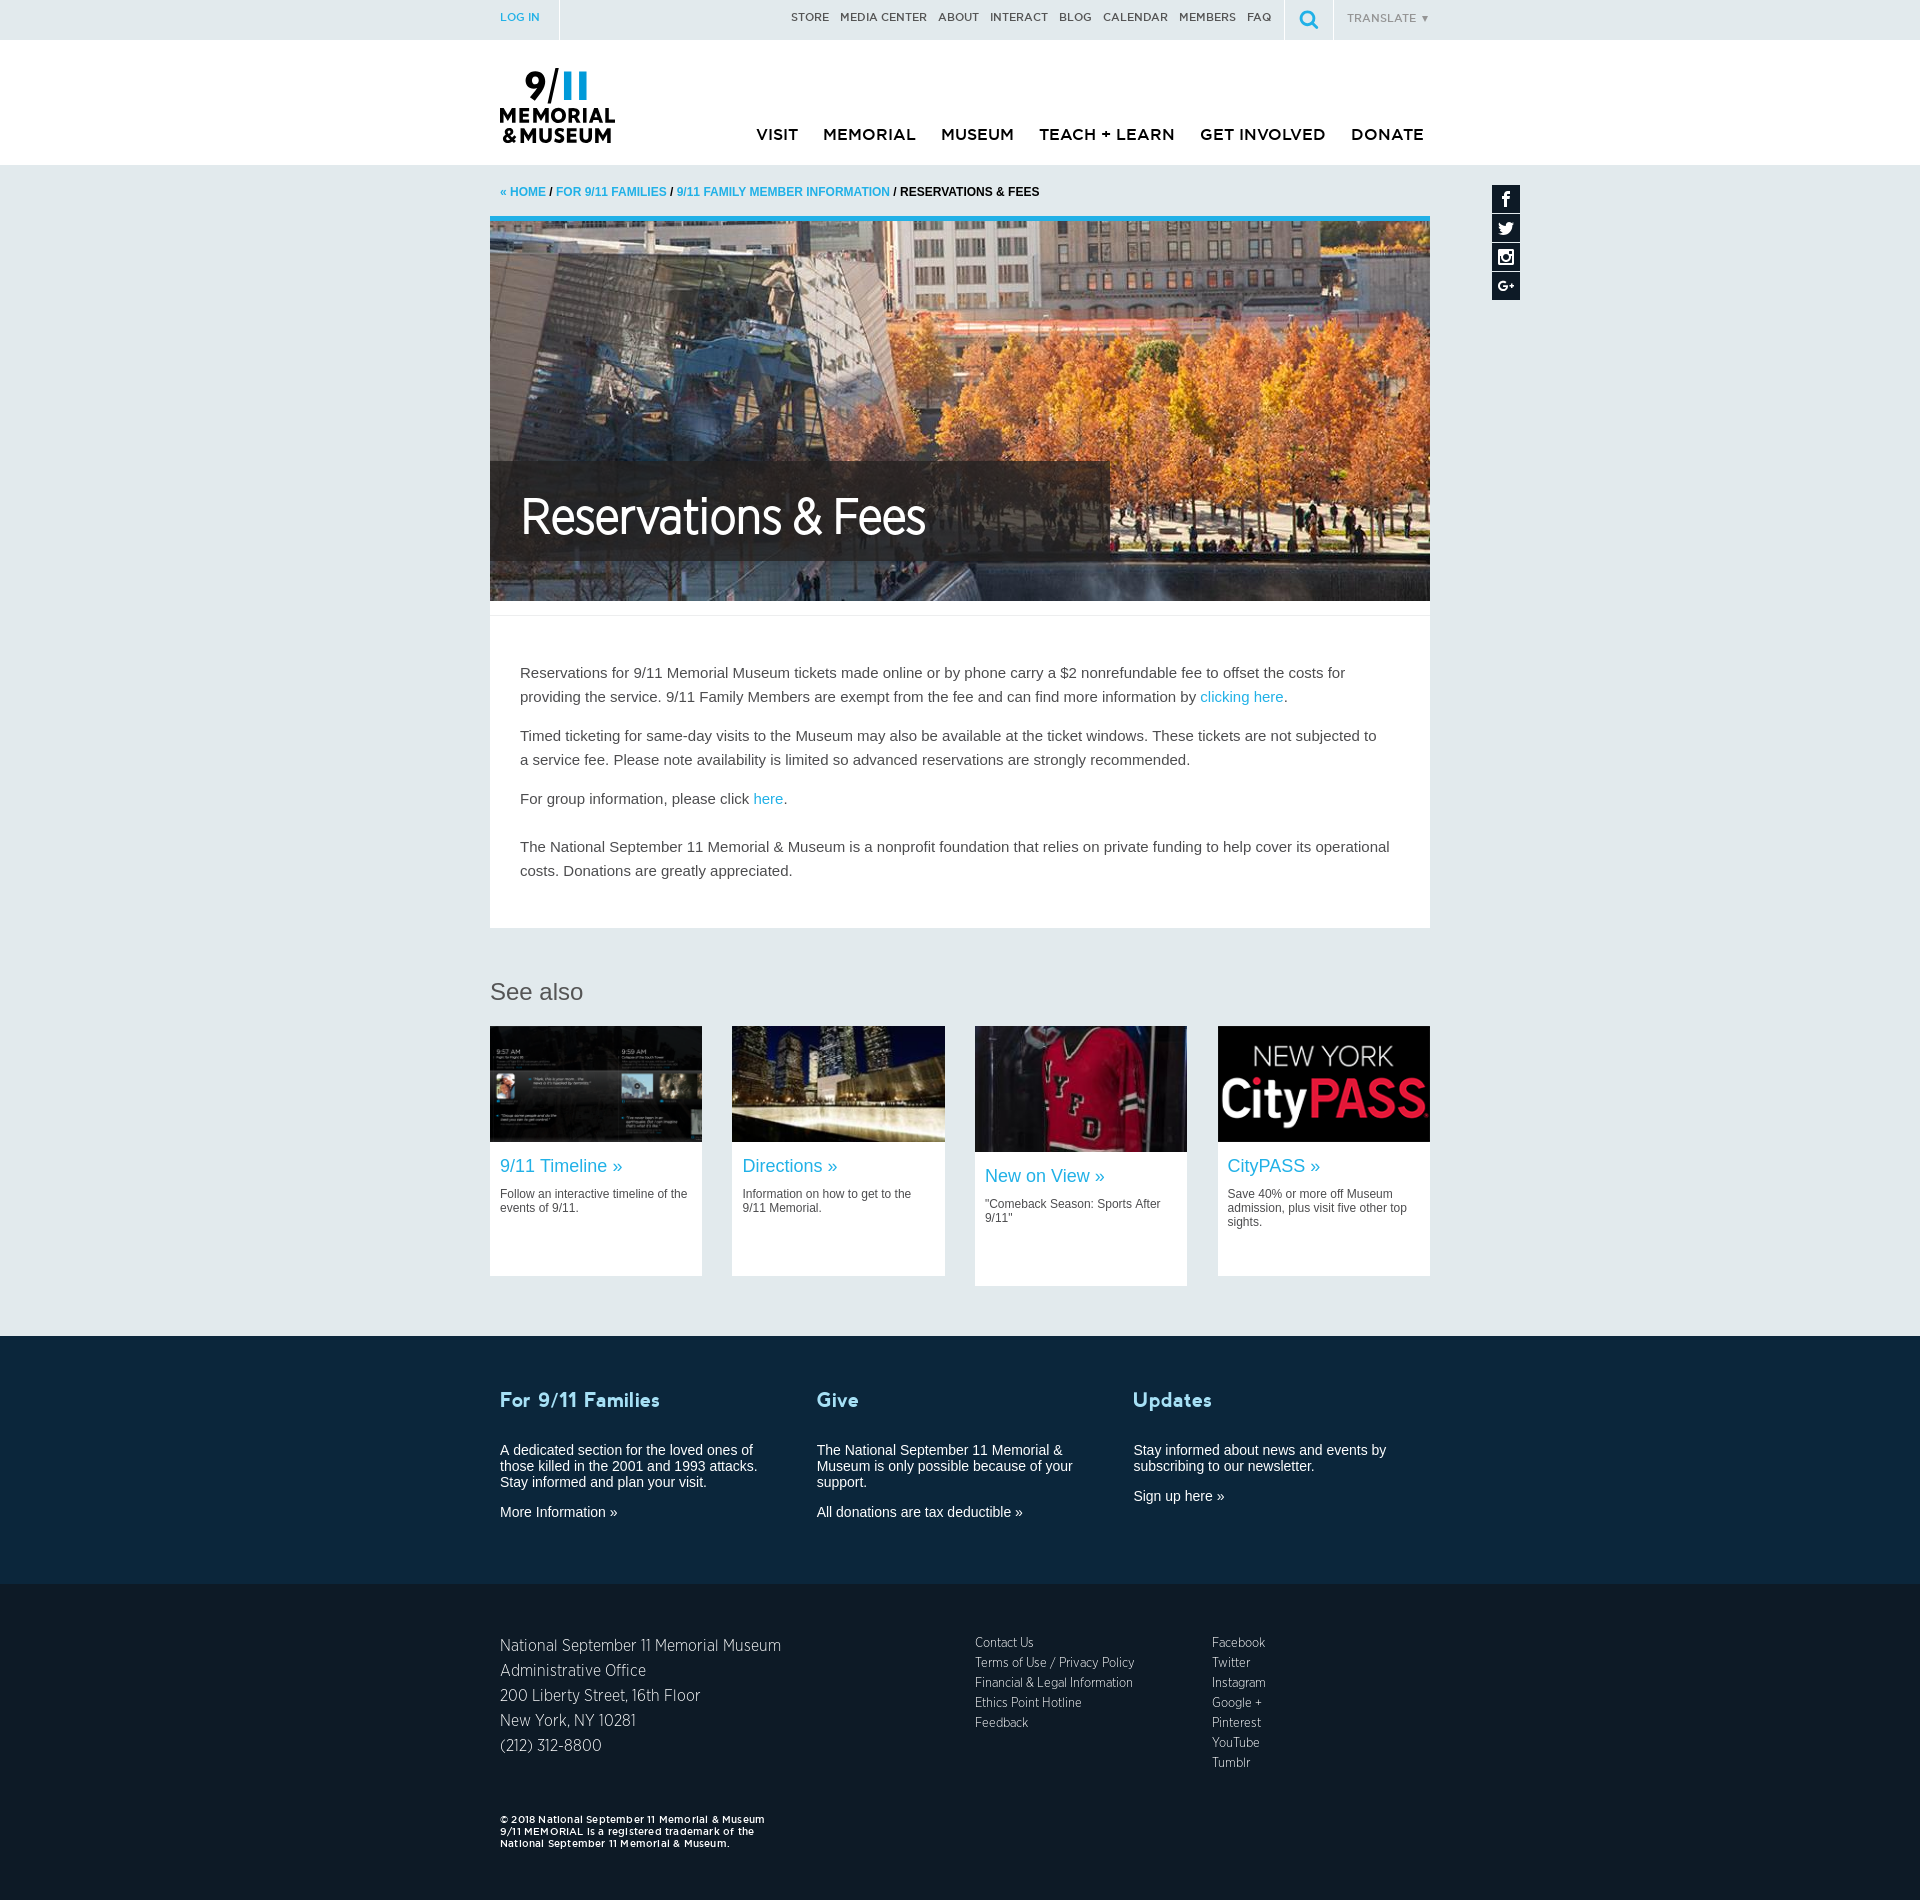 LOG IN
STORE MEDIA CENTER ABOUT INTERACT BLOG CALENDAR MEMBERS FAQ
TRANSLATE ▼
9/11
MEMORIAL
& MUSEUM
VISIT MEMORIAL MUSEUM TEACH + LEARN GET INVOLVED DONATE
« HOME / FOR 9/11 FAMILIES / 9/11 FAMILY MEMBER INFORMATION / RESERVATIONS & FEES
Reservations & Fees
Reservations for 9/11 Memorial Museum tickets made online or by phone carry a $2 nonrefundable fee to offset the costs for
providing the service. 9/11 Family Members are exempt from the fee and can find more information by clicking here.
Timed ticketing for same-day visits to the Museum may also be available at the ticket windows. These tickets are not subjected to
a service fee. Please note availability is limited so advanced reservations are strongly recommended.
For group information, please click here.
The National September 11 Memorial & Museum is a nonprofit foundation that relies on private funding to help cover its operational
costs. Donations are greatly appreciated.
See also
9:57 AM
9:59 AM
9/11 Timeline »
Follow an interactive timeline of the
events of 9/11.
Directions »
Information on how to get to the
9/11 Memorial.
NYFD
New on View »
"Comeback Season: Sports After
9/11"
NEW YORK
CityPASS
CityPASS »
Save 40% or more off Museum
admission, plus visit five other top
sights.
For 9/11 Families
A dedicated section for the loved ones of
those killed in the 2001 and 1993 attacks.
Stay informed and plan your visit.
More Information »
Give
The National September 11 Memorial &
Museum is only possible because of your
support.
All donations are tax deductible »
Updates
Stay informed about news and events by
subscribing to our newsletter.
Sign up here »
National September 11 Memorial Museum
Administrative Office
200 Liberty Street, 16th Floor
New York, NY 10281
(212) 312-8800
Contact Us
Terms of Use / Privacy Policy
Financial & Legal Information
Ethics Point Hotline
Feedback
Facebook
Twitter
Instagram
Google +
Pinterest
YouTube
Tumblr
© 2018 National September 11 Memorial & Museum
9/11 MEMORIAL is a registered trademark of the
National September 11 Memorial & Museum.